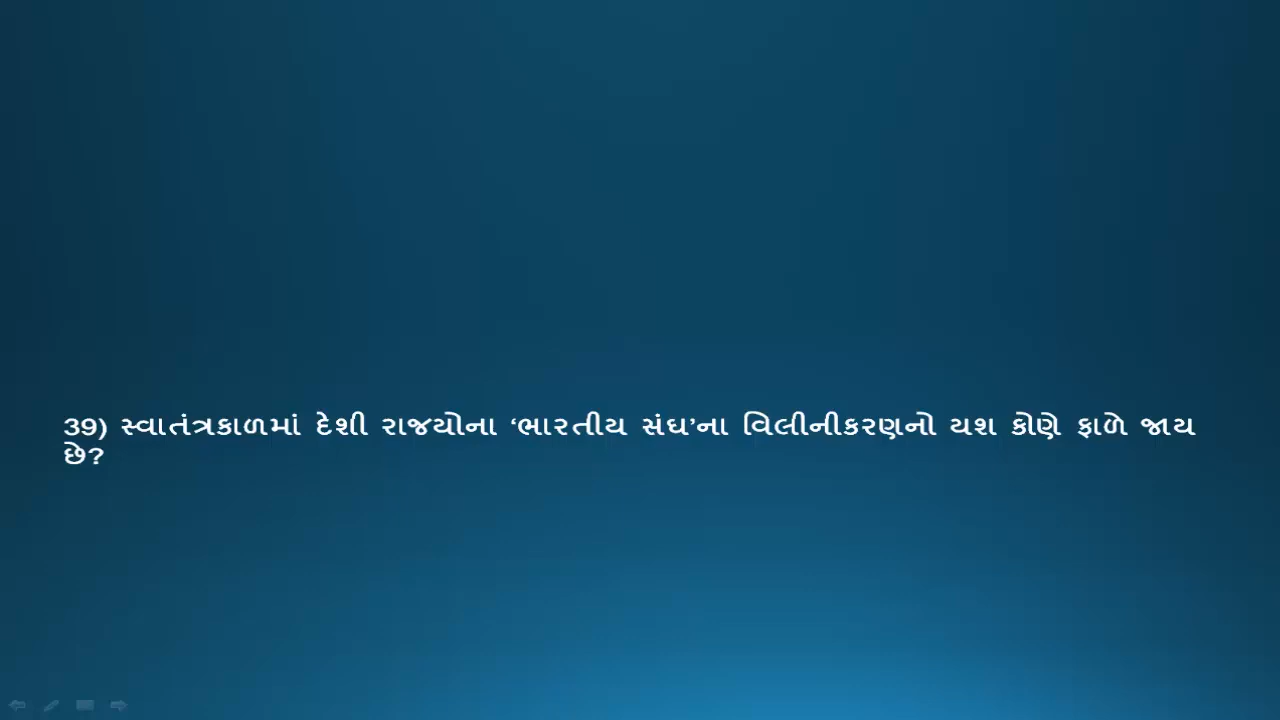 39) સ્વાતંત્રકાળમાં દેશી રાજયોના ‘ભારતીય સંઘ’ના વિલીનીકરણનો યશ કોણે ફાળે જાય
છે?